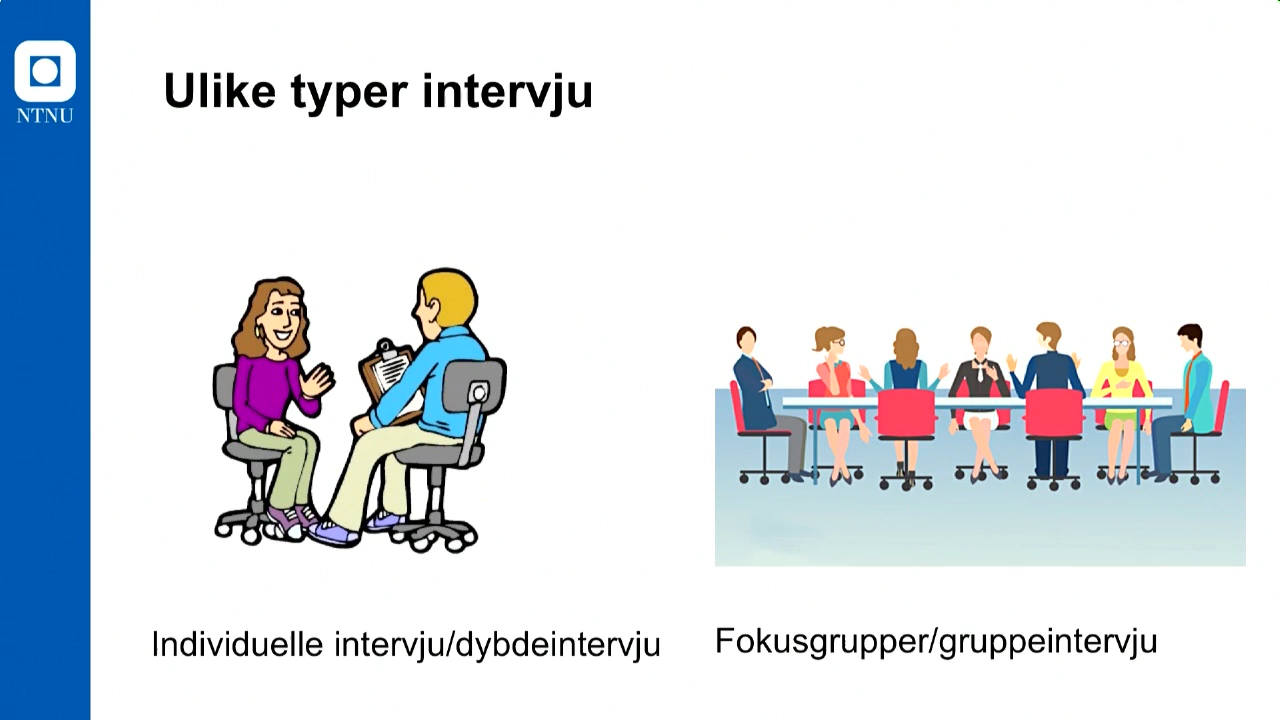 NTNU
Ulike typer intervju
Individuelle intervju/dybdeintervju
Fokusgrupper/gruppeintervju